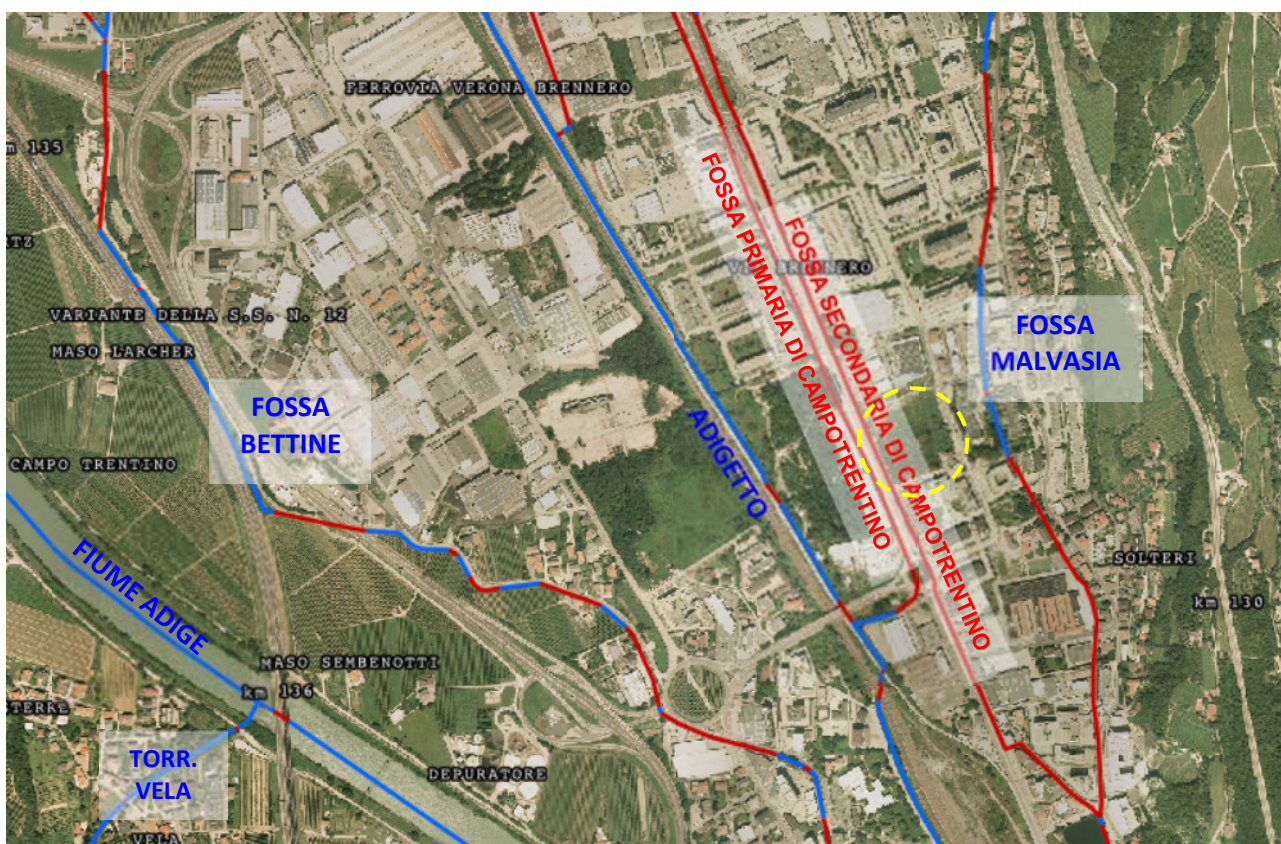 FERROVIA VERONA BRENNERO
km 135
FOSSA PRIMARIA DI CAMPOTRENTINO
FOSSA SECONDARIA DI CAMPOTRENTINO
BRENNERO
VARIANTE DELLA S.S. N. 12
MASO LARCHER
FOSSA
MALVASIA
FOSSA
BETTINE
ADIGETTO
CAMPO TRENTINO
SOLTERI
km 130
FIUME ADIGE
MASO SEMBENOTTI
km 136
TORR.
VELA
DEPURATORE
VELA